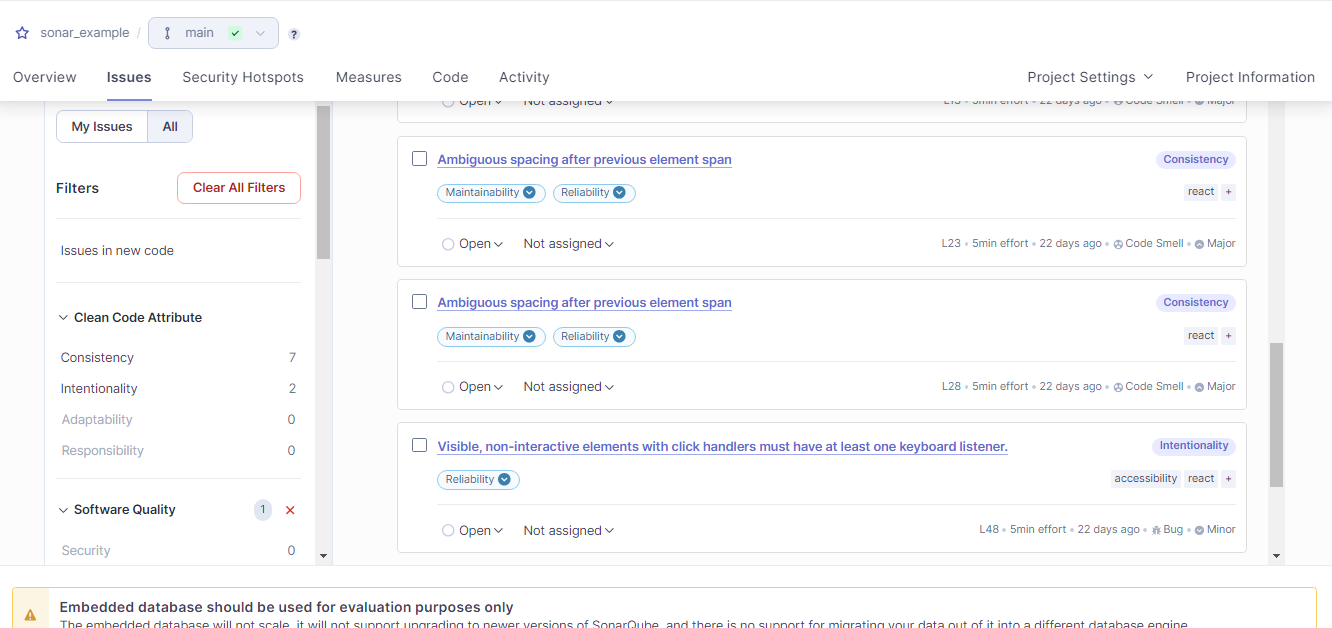 sonar_example / main ?
Overview Issues Security Hotspots Measures Code Activity Project Settings Project Information
My Issues All
Filters Clear All Filters
Issues in new code
Clean Code Attribute
Consistency 7
Intentionality 2
Adaptability 0
Responsibility 0
Software Quality 1
Security 0
Open Not assigned L13 • 5min effort • 22 days ago • Code Smell • Major
Ambiguous spacing after previous element span Consistency
Maintainability Reliability react +
Open Not assigned L23 • 5min effort • 22 days ago • Code Smell • Major
Ambiguous spacing after previous element span Consistency
Maintainability Reliability react +
Open Not assigned L28 • 5min effort • 22 days ago • Code Smell • Major
Visible, non-interactive elements with click handlers must have at least one keyboard listener. Intentionality
Reliability accessibility react +
Open Not assigned L48 • 5min effort • 22 days ago • Bug • Minor
Embedded database should be used for evaluation purposes only
The embedded database will not scale, it will not support upgrading to newer versions of SonarQube, and there is no support for migrating your data out of it into a different database engine.